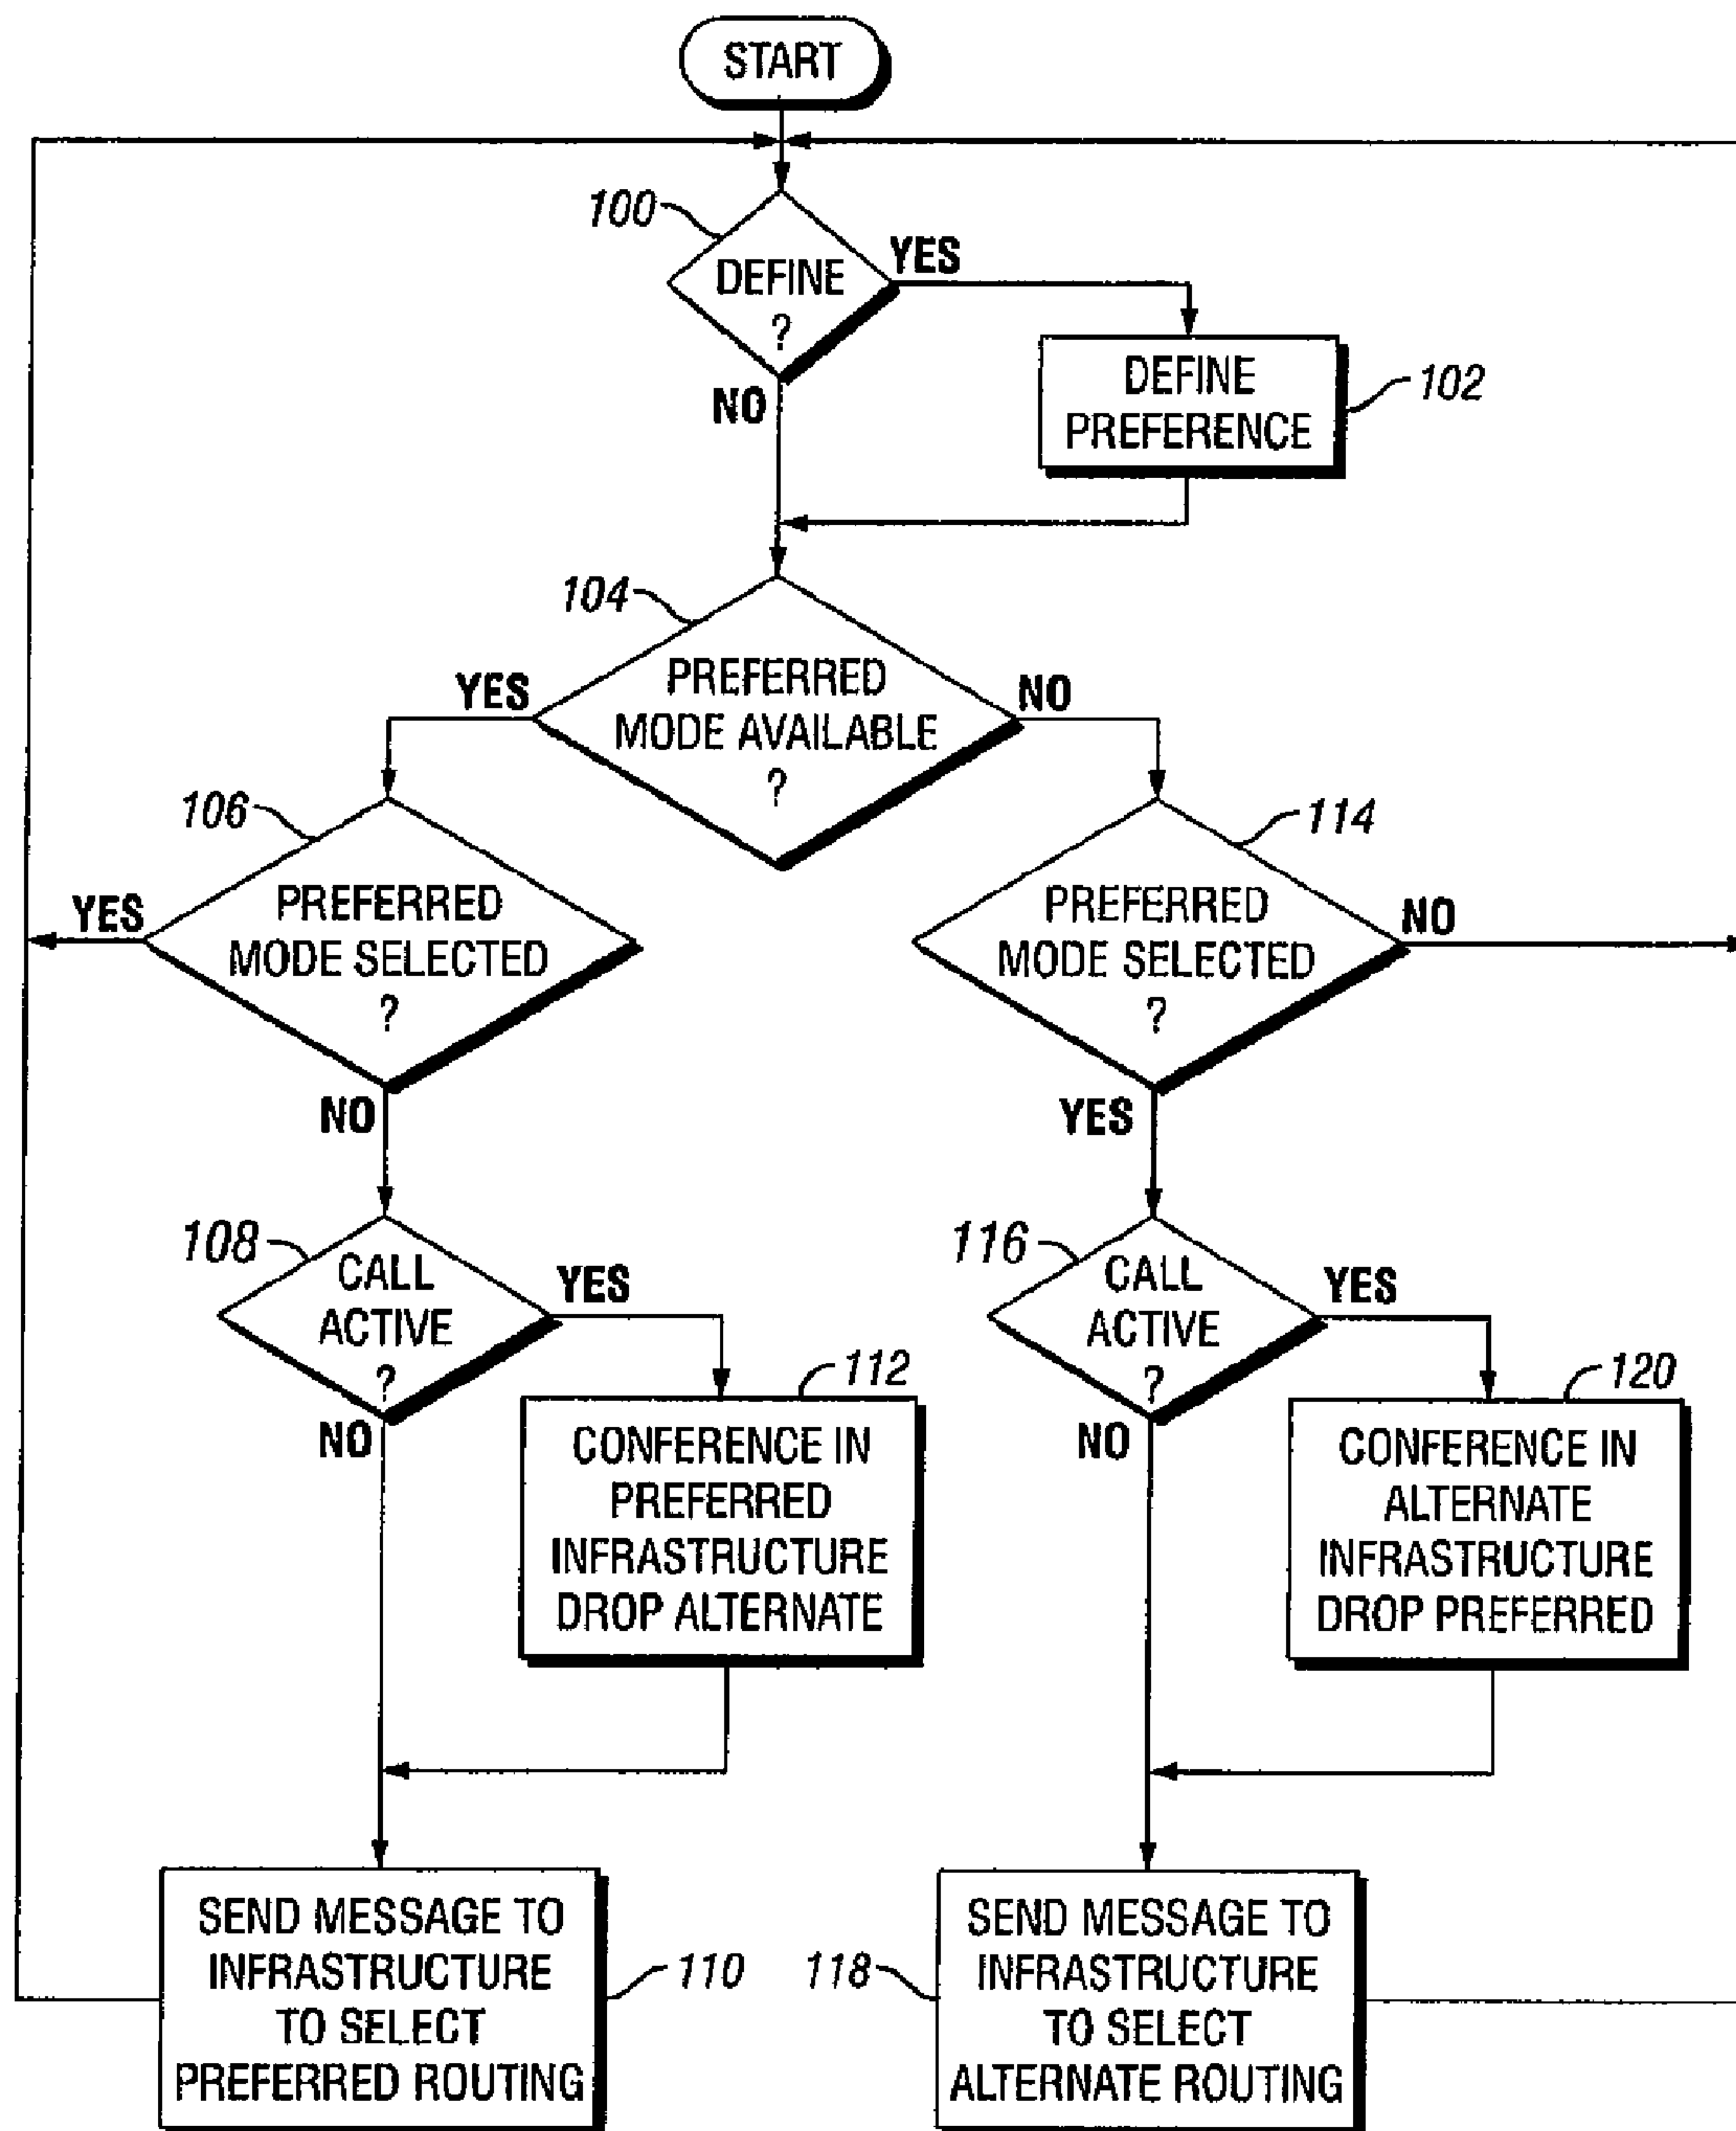 START
100
DEFINE
?
YES
NO
DEFINE
PREFERENCE
102
104
PREFERRED
MODE AVAILABLE
?
YES
NO
106
PREFERRED
MODE SELECTED
?
YES
NO
114
PREFERRED
MODE SELECTED
?
NO
YES
108
CALL
ACTIVE
?
YES
NO
112
CONFERENCE IN
PREFERRED
INFRASTRUCTURE
DROP ALTERNATE
116
CALL
ACTIVE
?
YES
NO
120
CONFERENCE IN
ALTERNATE
INFRASTRUCTURE
DROP PREFERRED
SEND MESSAGE TO
INFRASTRUCTURE
TO SELECT
PREFERRED ROUTING
110
118
SEND MESSAGE TO
INFRASTRUCTURE
TO SELECT
ALTERNATE ROUTING